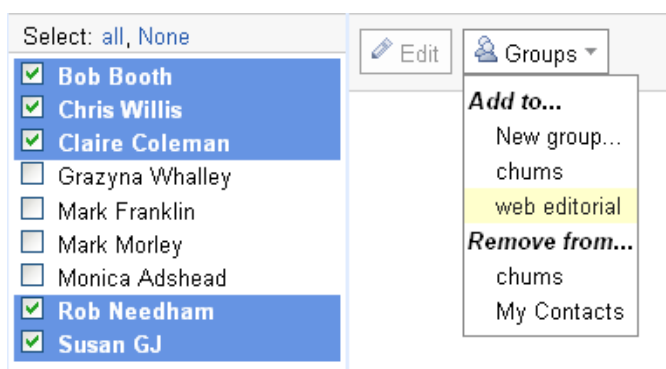 Select: all, None
Bob Booth
Chris Willis
Claire Coleman
Grazyna Whalley
Mark Franklin
Mark Morley
Monica Adshead
Rob Needham
Susan GJ
Edit
Groups
Add to...
New group...
chums
web editorial
Remove from...
chums
My Contacts